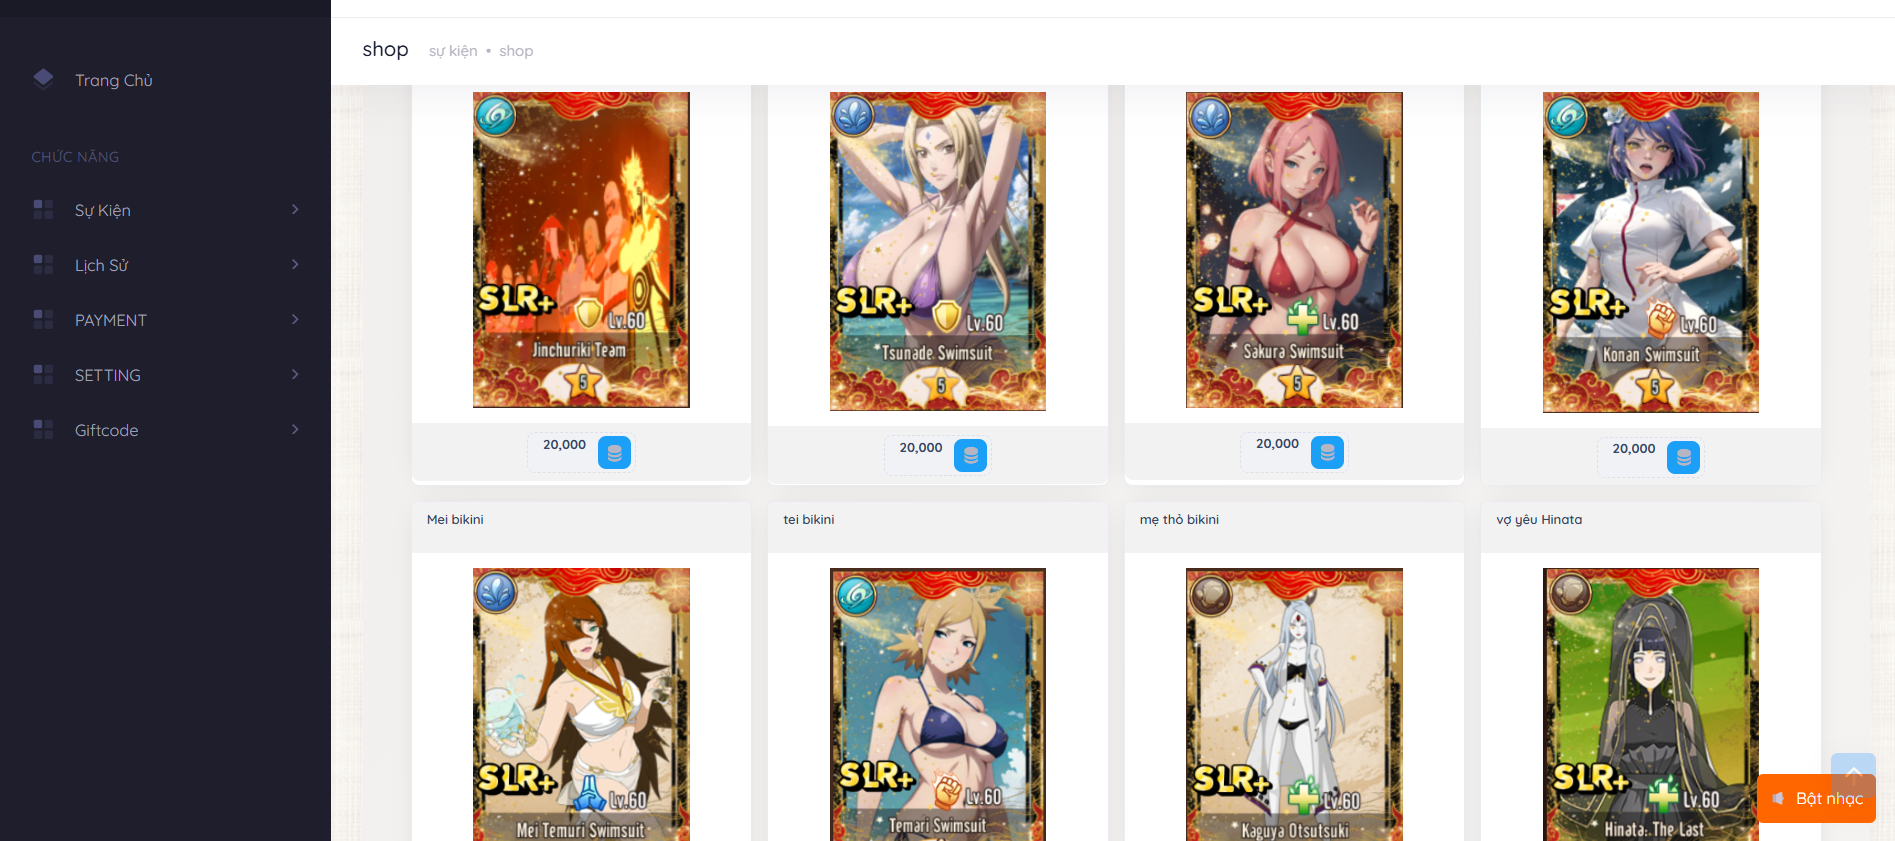 shop
sự kiện • shop
Trang Chủ
CHỨC NĂNG
Sự Kiện
Lịch Sử
PAYMENT
SETTING
Giftcode
SLR+
Lv.60
Jinchuriki Team
5
20,000
SLR+
Lv.60
Tsunade Swimsuit
5
20,000
SLR+
Lv.60
Sakura Swimsuit
5
20,000
SLR+
Lv.60
Konan Swimsuit
5
20,000
Mei bikini
SLR+
Lv.60
Mei Temuri Swimsuit
tei bikini
SLR+
Lv.60
Temari Swimsuit
mẹ thỏ bikini
SLR+
Lv.60
Kaguya Otsutsuki
vợ yêu Hinata
SLR+
Lv.60
Hinata: The Last
Bật nhạc